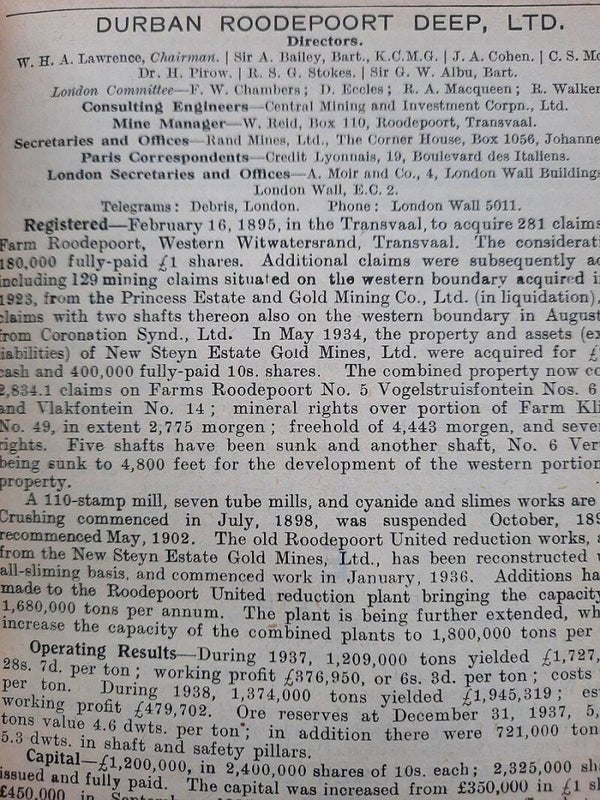 DURBAN ROODEPOORT DEEP, LTD.
Directors.
W. H. A. Lawrence, Chairman. | Sir A. Bailey, Bart., K.C.M.G. | J. A. Cohen. | C. S.
Dr. H. Pirow. | R. S. G. Stokes. | Sir G. W. Albu, Bart.
London Committee—F. W. Chambers; D. Eccles; R. A. Macqueen; R. Walker
Consulting Engineers—Central Mining and Investment Corpn., Ltd.
Mine Manager—W. Reid, Box 110, Roodepoort, Transvaal.
Secretaries and Offices—Rand Mines, Ltd., The Corner House, Box 1056, Johanne
Paris Correspondents—Credit Lyonnais, 19, Boulevard des Italiens.
London Secretaries and Offices—A. Moir and Co., 4, London Wall Buildings
London Wall, E.C. 2.
Telegrams: Debris, London. Phone: London Wall 5011.
Registered—February 16, 1895, in the Transvaal, to acquire 281 claims
Farm Roodepoort, Western Witwatersrand, Transvaal. The considerati
180,000 fully-paid £1 shares. Additional claims were subsequently ac
including 129 mining claims situated on the western boundary acquired i
1923, from the Princess Estate and Gold Mining Co., Ltd. (in liquidation),
claims with two shafts thereon also on the western boundary in August
from Coronation Synd., Ltd. In May 1934, the property and assets (ex
iabilities) of New Steyn Estate Gold Mines, Ltd. were acquired for £
cash and 400,000 fully-paid 10s. shares. The combined property now co
2,834.1 claims on Farms Roodepoort No. 5 Vogelstruisfontein Nos. 6
and Vlakfontein No. 14; mineral rights over portion of Farm Kli
No. 49, in extent 2,775 morgen; freehold of 4,443 morgen, and seve
rights. Five shafts have been sunk and another shaft, No. 6 Ver
being sunk to 4,800 feet for the development of the western portion
property.
A 110-stamp mill, seven tube mills, and cyanide and slimes works are
Crushing commenced in July, 1898, was suspended October, 189
recommenced May, 1902. The old Roodepoort United reduction works,
from the New Steyn Estate Gold Mines, Ltd., has been reconstructed
all-sliming basis, and commenced work in January, 1936. Additions ha
made to the Roodepoort United reduction plant bringing the capacity
1,680,000 tons per annum. The plant is being further extended, wh
increase the capacity of the combined plants to 1,800,000 tons per
Operating Results—During 1937, 1,209,000 tons yielded £1,727,
28s. 7d. per ton; working profit £376,950, or 6s. 3d. per ton; costs
per ton. During 1938, 1,374,000 tons yielded £1,945,319; es
working profit £479,702. Ore reserves at December 31, 1937, 5,
tons value 4.6 dwts. per ton; in addition there were 721,000 ton
5.3 dwts. in shaft and safety pillars.
Capital—£1,200,000, in 2,400,000 shares of 10s. each; 2,325,000 sha
issued and fully paid. The capital was increased from £350,000 in £1 s
£450,000 in